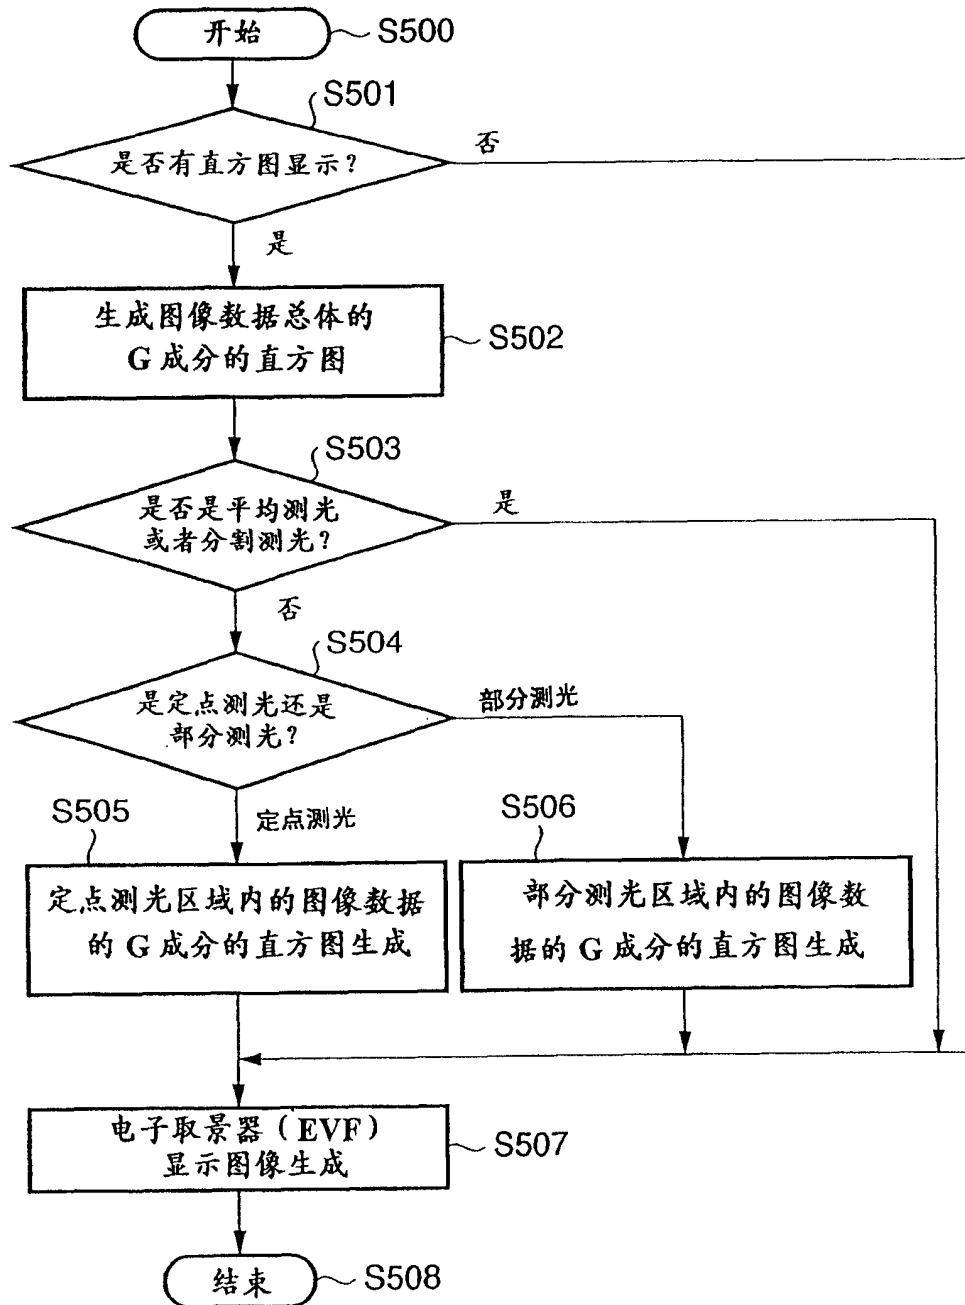 开始
S500
S501
是否有直方图显示？
否
是
生成图像数据总体的
G 成分的直方图
S502
S503
是否是平均测光
或者分割测光？
是
否
S504
是定点测光还是
部分测光？
部分测光
定点测光
S505
定点测光区域内的图像数据
的 G 成分的直方图生成
S506
部分测光区域内的图像数
据的 G 成分的直方图生成
电子取景器（EVF）
显示图像生成
S507
结束
S508